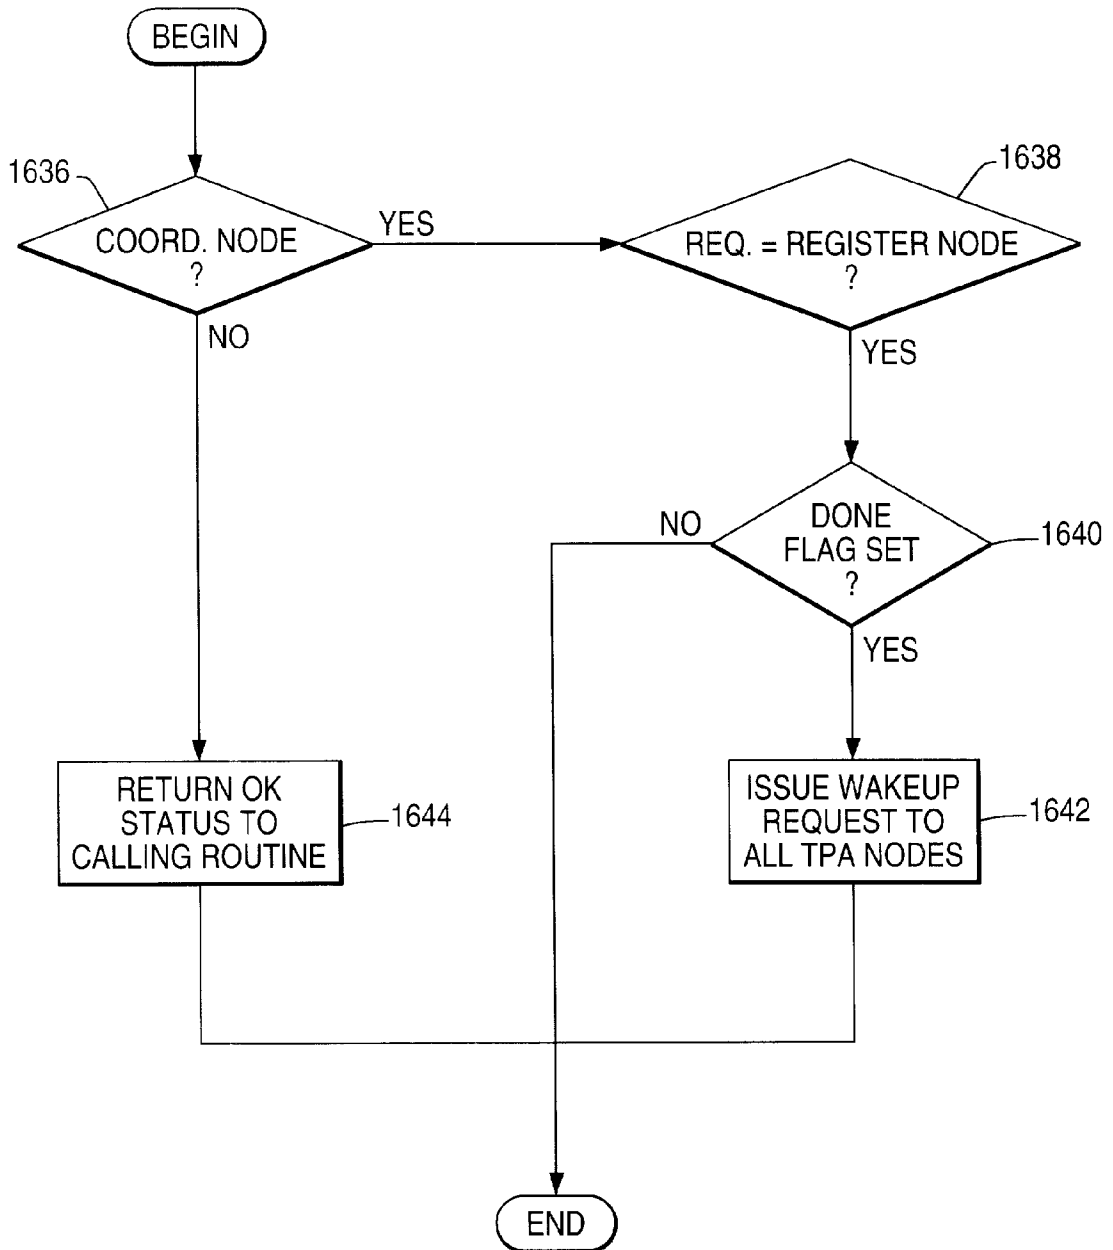 BEGIN
1636
COORD. NODE
?
YES
NO
1638
REQ. = REGISTER NODE
?
YES
DONE
FLAG SET
?
NO
1640
YES
RETURN OK
STATUS TO
CALLING ROUTINE
1644
ISSUE WAKEUP
REQUEST TO
ALL TPA NODES
1642
END